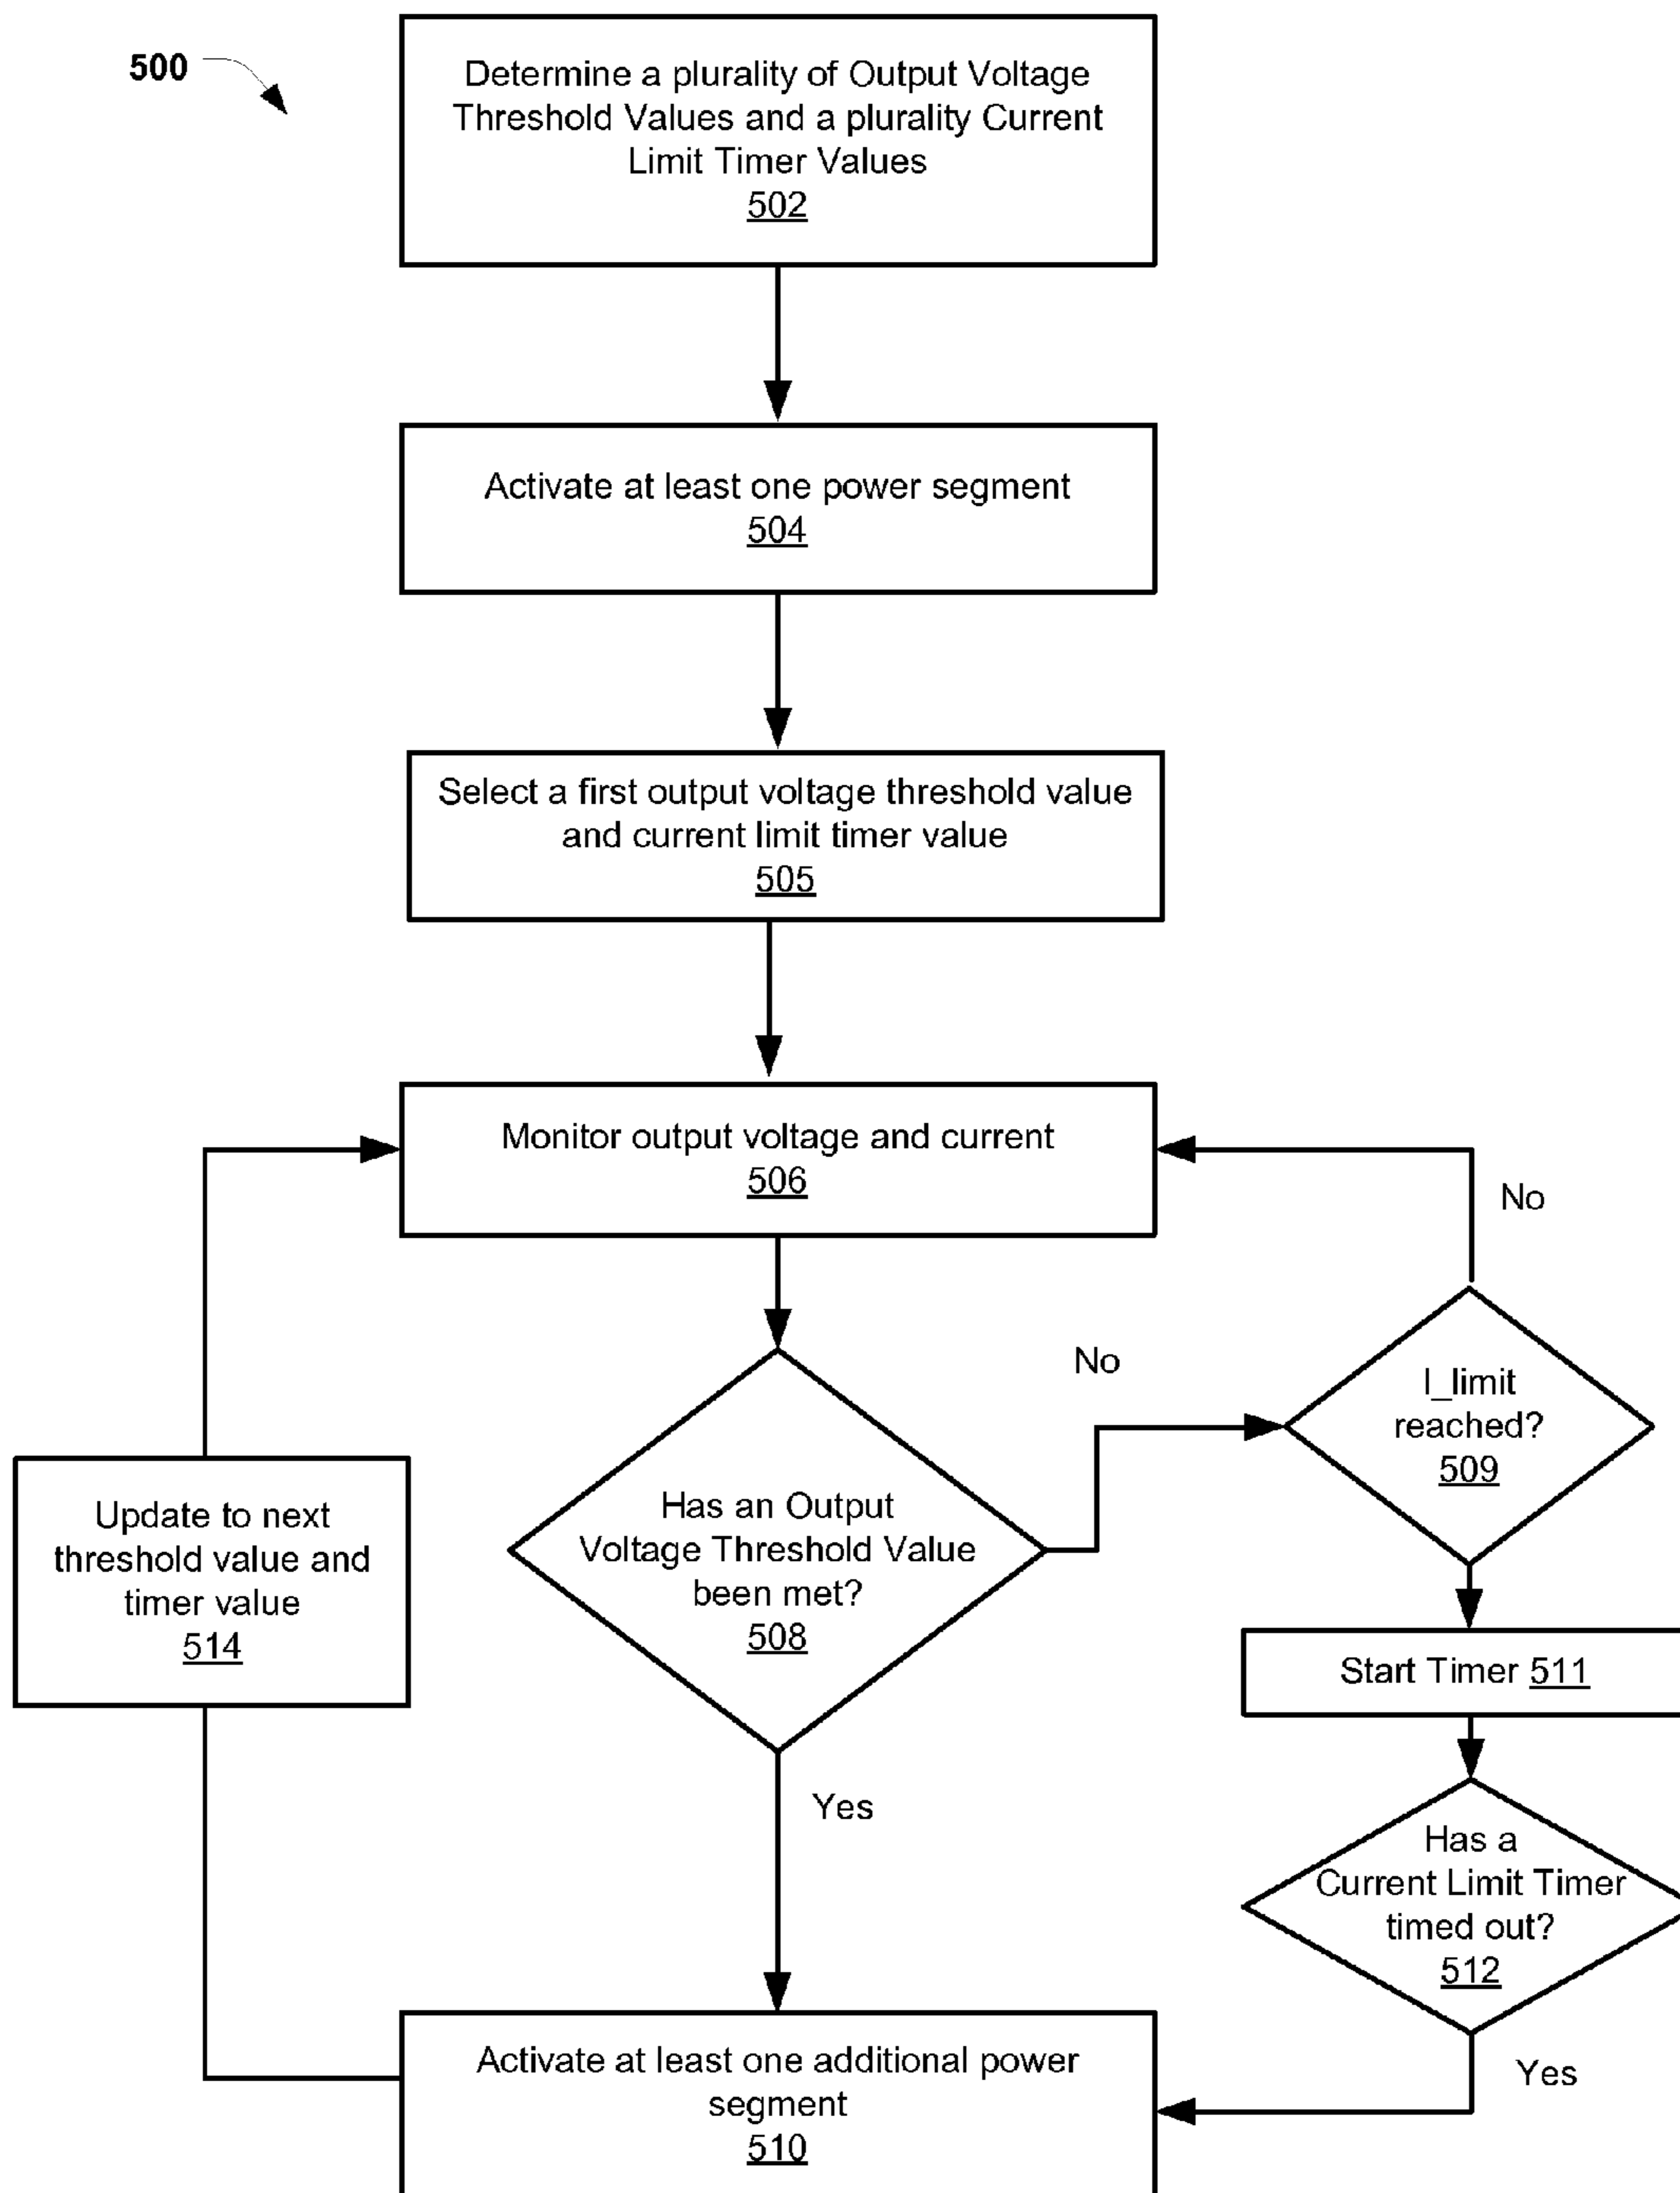 500
Determine a plurality of Output Voltage
Threshold Values and a plurality Current
Limit Timer Values
502
Activate at least one power segment
504
Select a first output voltage threshold value
and current limit timer value
505
Monitor output voltage and current
506
No
No
I_limit
reached?
509
Has an Output
Voltage Threshold Value
been met?
508
Update to next
threshold value and
timer value
514
Start Timer 511
Yes
Has a
Current Limit Timer
timed out?
512
Activate at least one additional power
segment
510
Yes